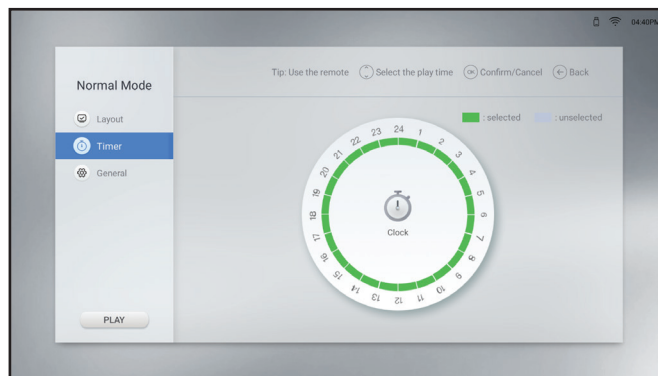 04:40PM
Normal Mode
Tip: Use the remote Select the play time OK Confirm/Cancel Back
Layout
Timer
General
: selected : unselected
24
1
2
3
4
5
6
7
8
9
10
11
12
13
14
15
16
17
18
19
20
21
22
23
Clock
PLAY